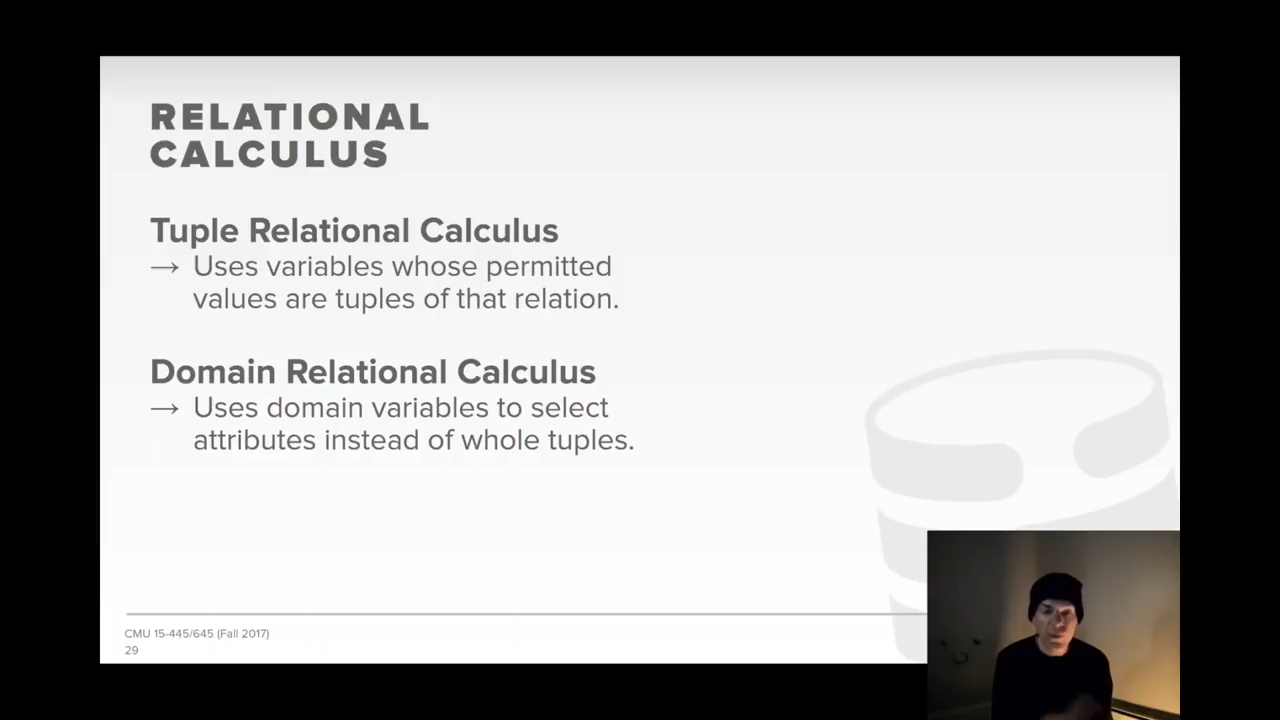 RELATIONAL
CALCULUS
Tuple Relational Calculus
→ Uses variables whose permitted
values are tuples of that relation.
Domain Relational Calculus
→ Uses domain variables to select
attributes instead of whole tuples.
CMU 15-445/645 (Fall 2017)
29